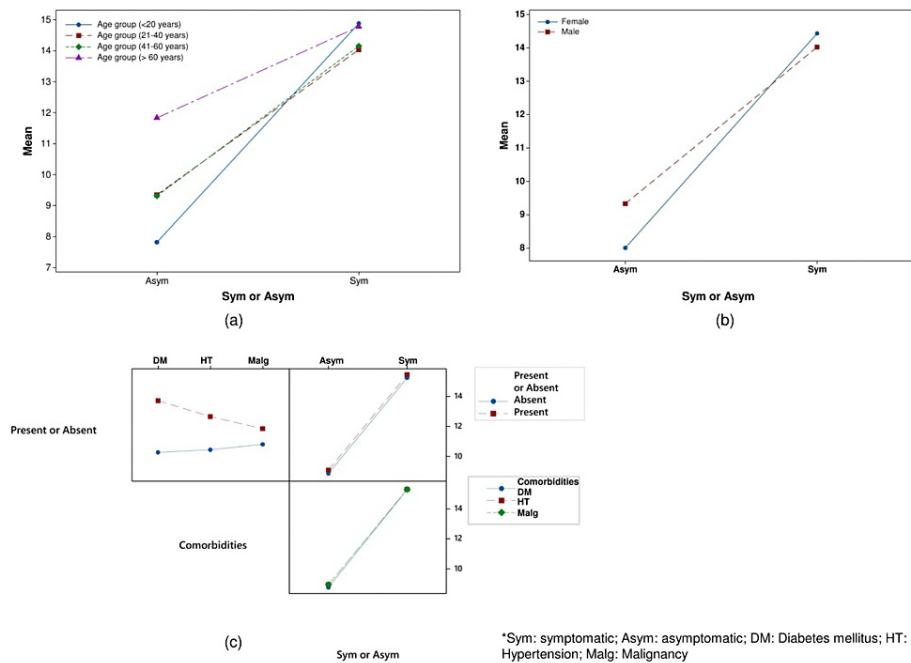 15
14
13
12
11
10
9
8
7
Mean
Age group (<20 years)
Age group (21-40 years)
Age group (41-60 years)
Age group (> 60 years)
Asym
Sym
Sym or Asym
(a)
15
14
13
12
11
10
9
8
Mean
Female
Male
Asym
Sym
Sym or Asym
(b)
DM
HT
Malg
Asym
Sym
Present or Absent
14
12
10
Present
or Absent
Absent
Present
Comorbidities
14
12
10
Comorbidities
DM
HT
Malg
(c)
Sym or Asym
*Sym: symptomatic; Asym: asymptomatic; DM: Diabetes mellitus; HT:
Hypertension; Malg: Malignancy